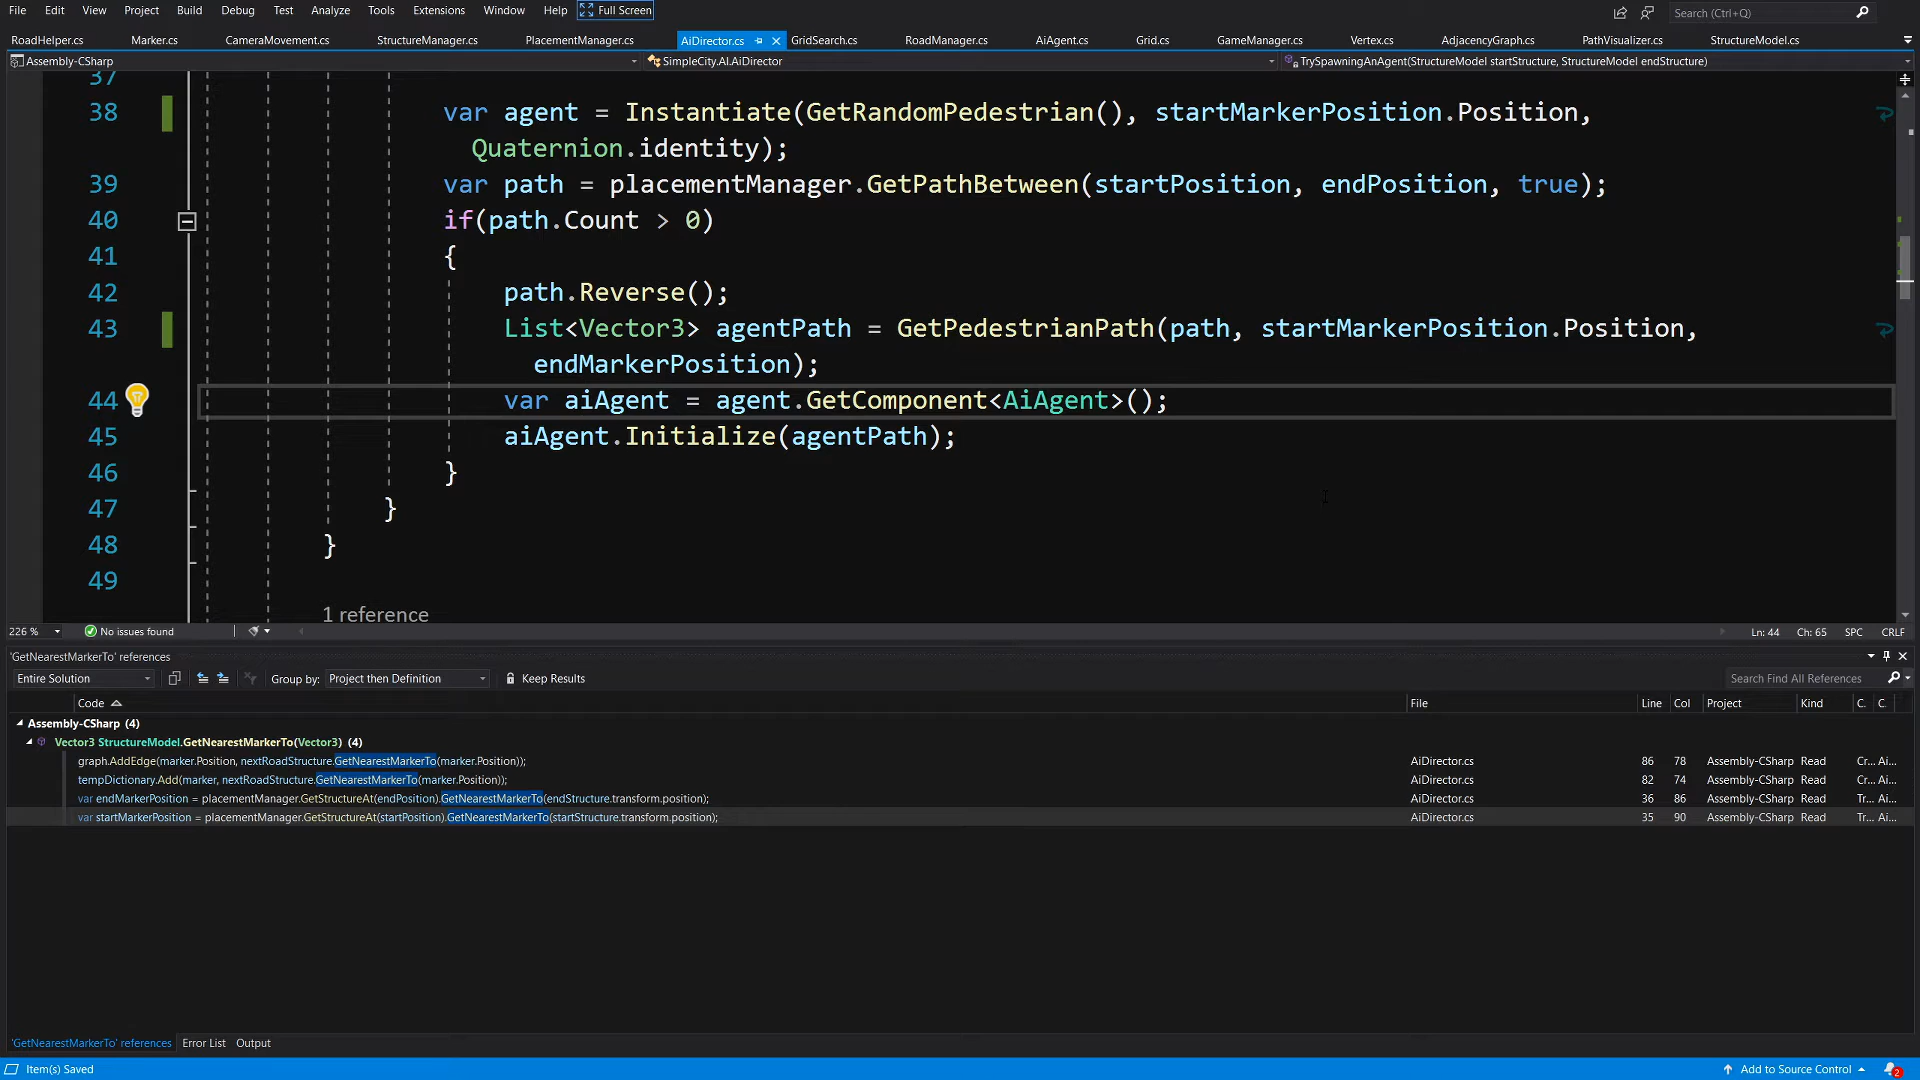 File Edit View Project Build Debug Test Analyze Tools Extensions Window Help Full Screen Search (Ctrl+Q)
RoadHelper.cs Marker.cs CameraMovement.cs StructureManager.cs PlacementManager.cs AiDirector.cs GridSearch.cs RoadManager.cs AiAgent.cs Grid.cs GameManager.cs Vertex.cs AdjacencyGraph.cs PathVisualizer.cs StructureModel.cs
Assembly-CSharp SimpleCity.AI.AiDirector TrySpawningAnAgent(StructureModel startStructure, StructureModel endStructure)
37
38 var agent = Instantiate(GetRandomPedestrian(), startMarkerPosition.Position,
Quaternion.identity);
39 var path = placementManager.GetPathBetween(startPosition, endPosition, true);
40 if(path.Count > 0)
41 {
42 path.Reverse();
43 List<Vector3> agentPath = GetPedestrianPath(path, startMarkerPosition.Position,
endMarkerPosition);
44 var aiAgent = agent.GetComponent<AiAgent>();
45 aiAgent.Initialize(agentPath);
46 }
47 }
48 }
49
1 reference
226 % No issues found Ln: 44 Ch: 65 SPC CRLF
'GetNearestMarkerTo' references
Entire Solution Group by: Project then Definition Keep Results Search Find All References
Code File Line Col Project Kind C. C.
Assembly-CSharp (4)
Vector3 StructureModel.GetNearestMarkerTo(Vector3) (4)
graph.AddEdge(marker.Position, nextRoadStructure.GetNearestMarkerTo(marker.Position)); AiDirector.cs 86 78 Assembly-CSharp Read Cr... Ai...
tempDictionary.Add(marker, nextRoadStructure.GetNearestMarkerTo(marker.Position)); AiDirector.cs 82 74 Assembly-CSharp Read Cr... Ai...
var endMarkerPosition = placementManager.GetStructureAt(endPosition).GetNearestMarkerTo(endStructure.transform.position); AiDirector.cs 36 86 Assembly-CSharp Read Tr... Ai...
var startMarkerPosition = placementManager.GetStructureAt(startPosition).GetNearestMarkerTo(startStructure.transform.position); AiDirector.cs 35 90 Assembly-CSharp Read Tr... Ai...
'GetNearestMarkerTo' references Error List Output
Item(s) Saved Add to Source Control 2